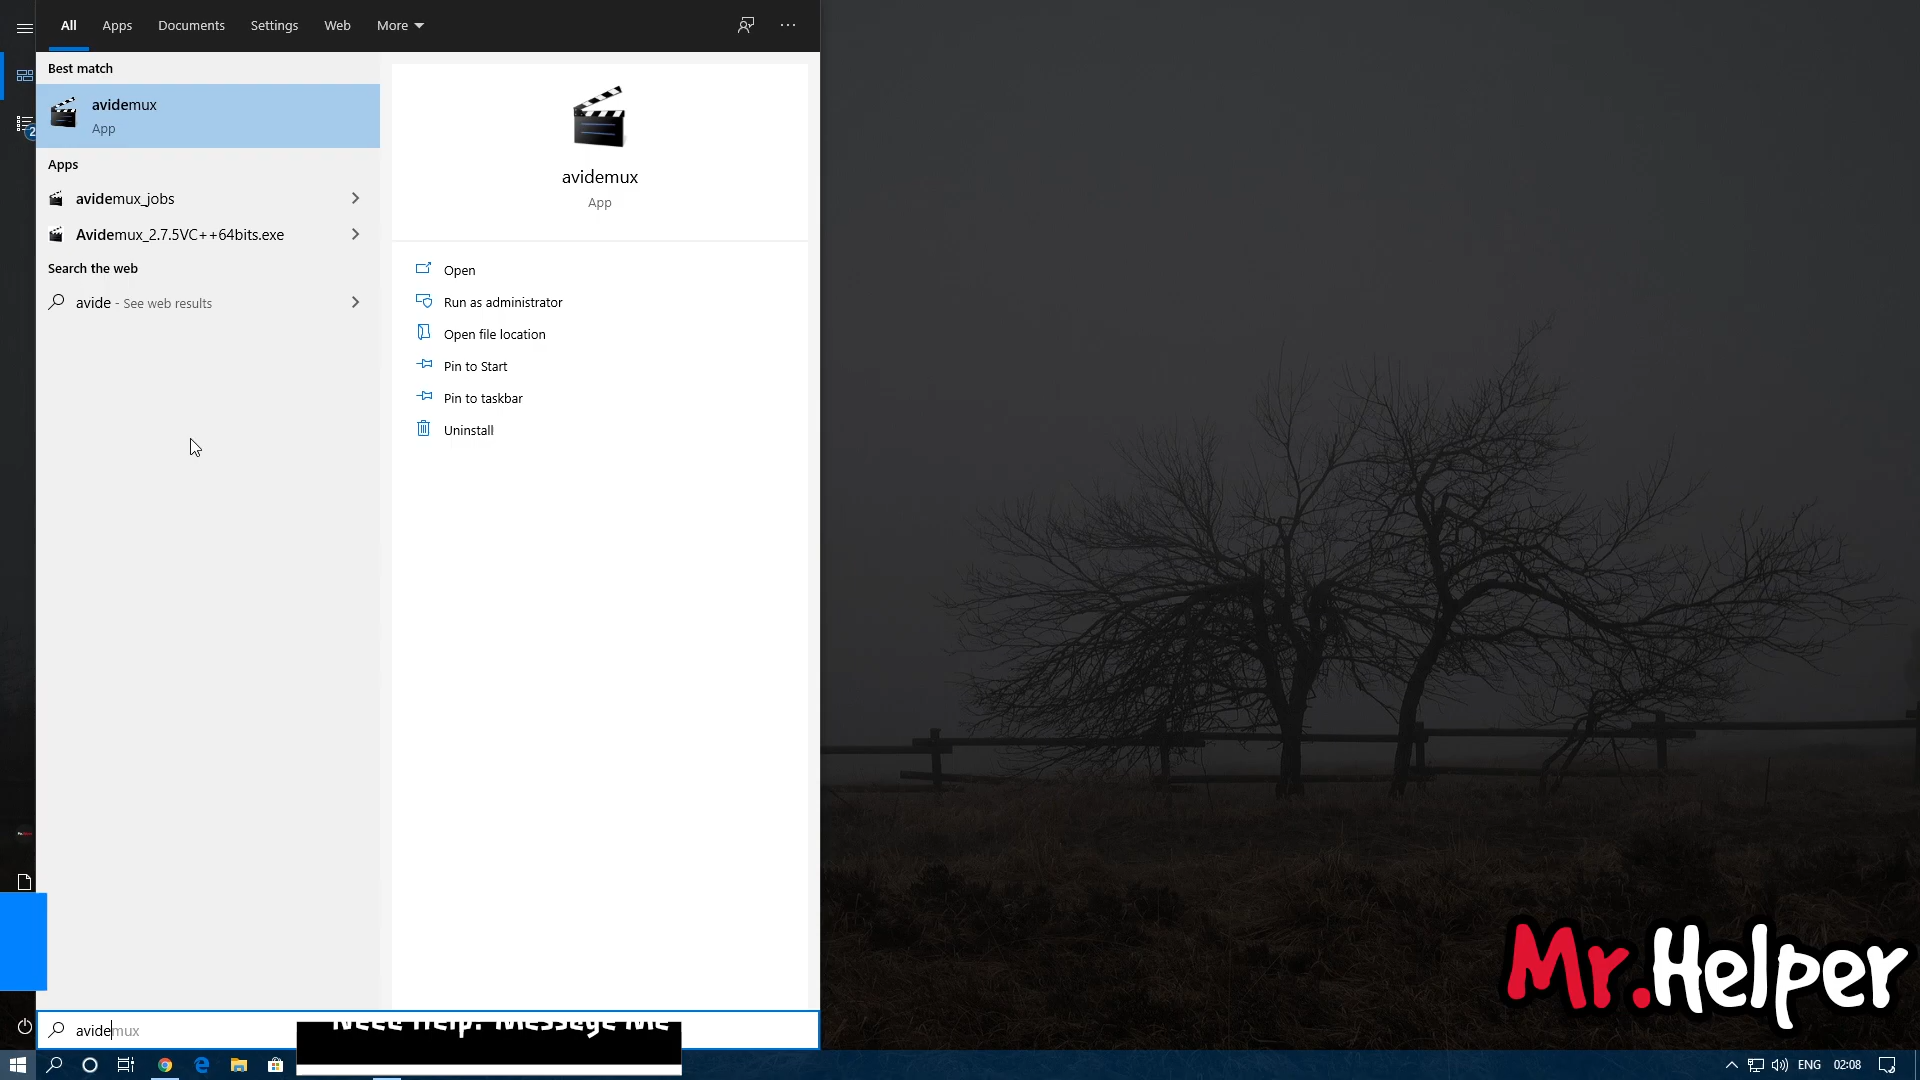 All
Apps
Documents
Settings
Web
More
Best match
avidemux
App
Apps
avidemux_jobs
Avidemux_2.7.5VC++64bits.exe
Search the web
avide - See web results
avidemux
App
Open
Run as administrator
Open file location
Pin to Start
Pin to taskbar
Uninstall
2
Mr.Helper
avidemux
Need Help? Message Me
ENG
02:08